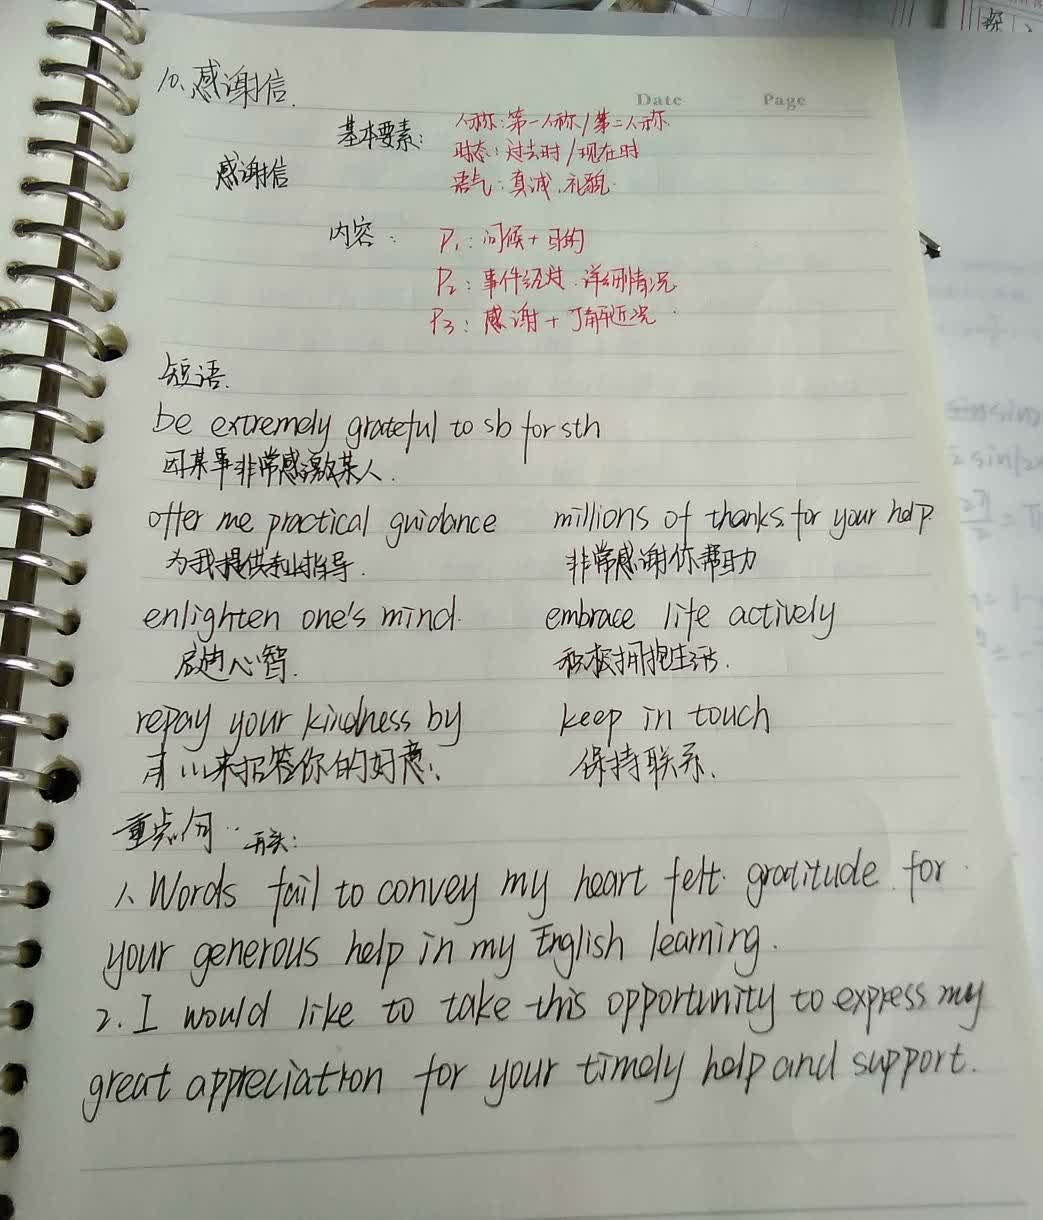 10、感谢信.
Date Page
基本要素:
人称:第一人称/第二人称
时态:过去时/现在时
语气:真诚、礼貌.
感谢信
内容:
P1:问候+目的
P2:事件经过.详细情况
P3:感谢+了解近况.
短语.
be extremely grateful to sb for sth
因某事非常感激某人.
offer me practical guidance millions of thanks for your help.
为我提供指导. 非常感谢你帮助
enlighten one's mind. embrace life actively
启迪心智. 积极拥抱生活.
repay your kindness by keep in touch
来报答你的好意. 保持联系.
重点句.. 开头:
1. Words fail to convey my heart felt gratitude for
your generous help in my English learning.
2. I would like to take this opportunity to express my
great appreciation for your timely help and support.